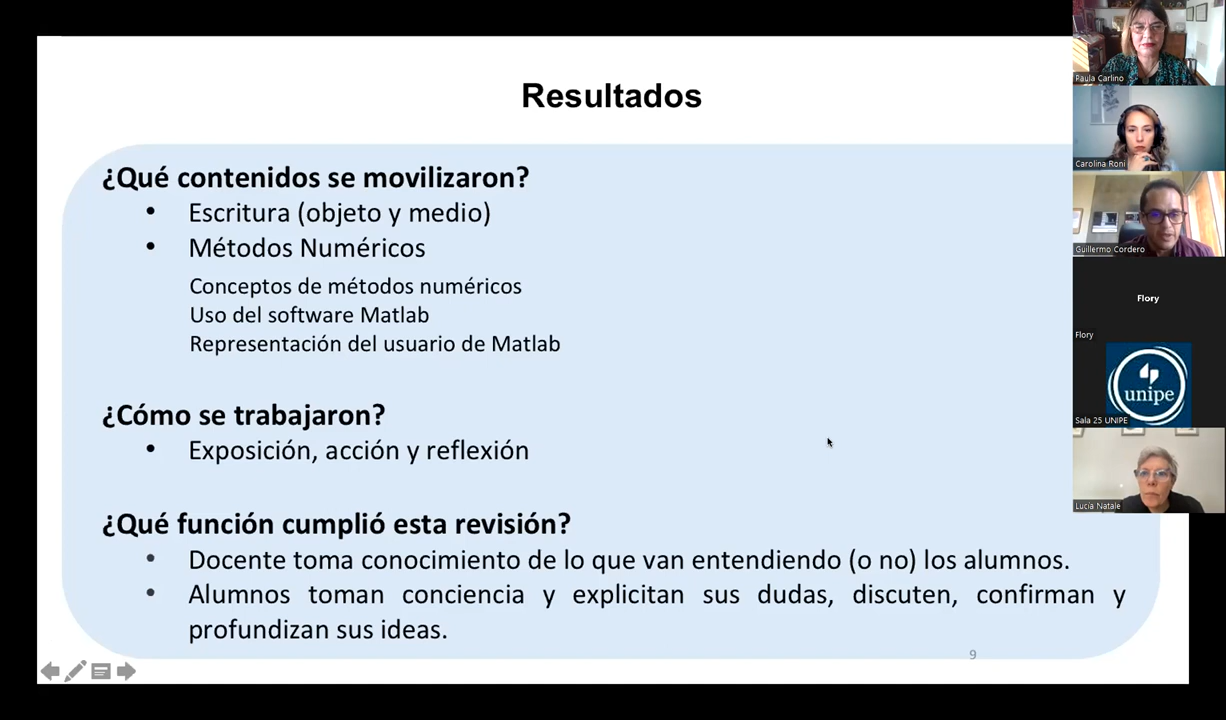 Resultados
¿Qué contenidos se movilizaron?
• Escritura (objeto y medio)
• Métodos Numéricos
Conceptos de métodos numéricos
Uso del software Matlab
Representación del usuario de Matlab
¿Cómo se trabajaron?
• Exposición, acción y reflexión
¿Qué función cumplió esta revisión?
• Docente toma conocimiento de lo que van entendiendo (o no) los alumnos.
• Alumnos toman conciencia y explicitan sus dudas, discuten, confirman y
profundizan sus ideas.
9
Paula Carlino
Carolina Roni
Guillermo Cordero
Flory
Flory
unipe
Sala 25 UNIPE
Lucía Natale